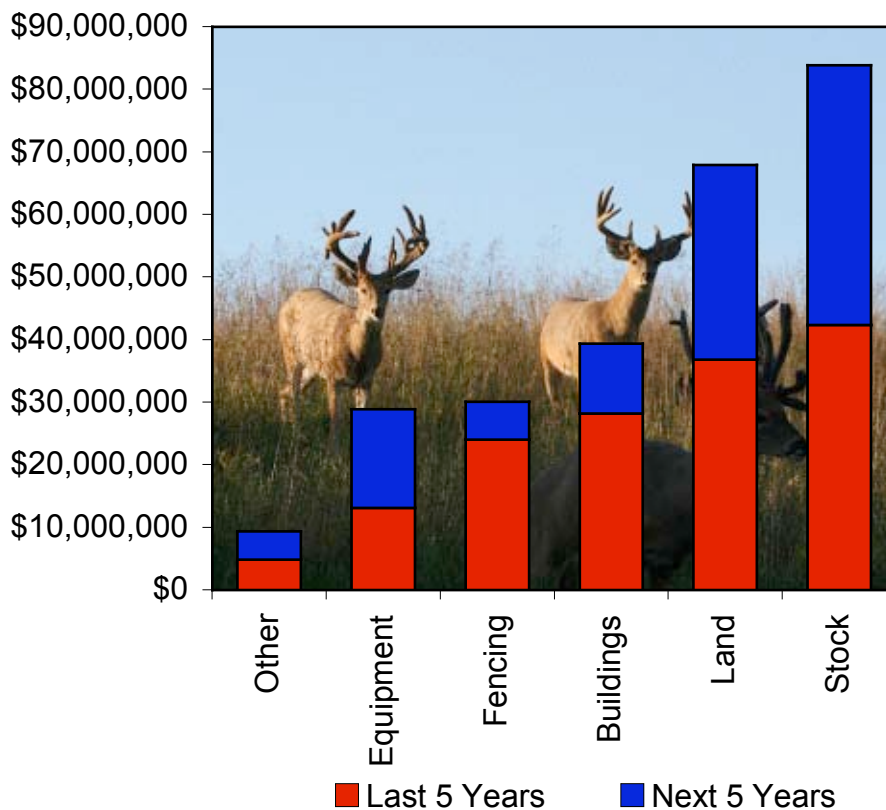 $90,000,000
$80,000,000
$70,000,000
$60,000,000
$50,000,000
$40,000,000
$30,000,000
$20,000,000
$10,000,000
$0
Other
Equipment
Fencing
Buildings
Land
Stock
Last 5 Years
Next 5 Years